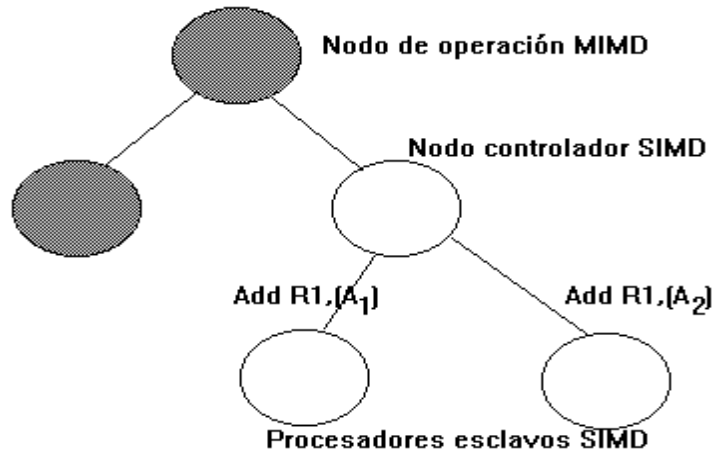 Nodo de operación MIMD
Nodo controlador SIMD
Add R1,(A₁)
Add R1,(A₂)
Procesadores esclavos SIMD